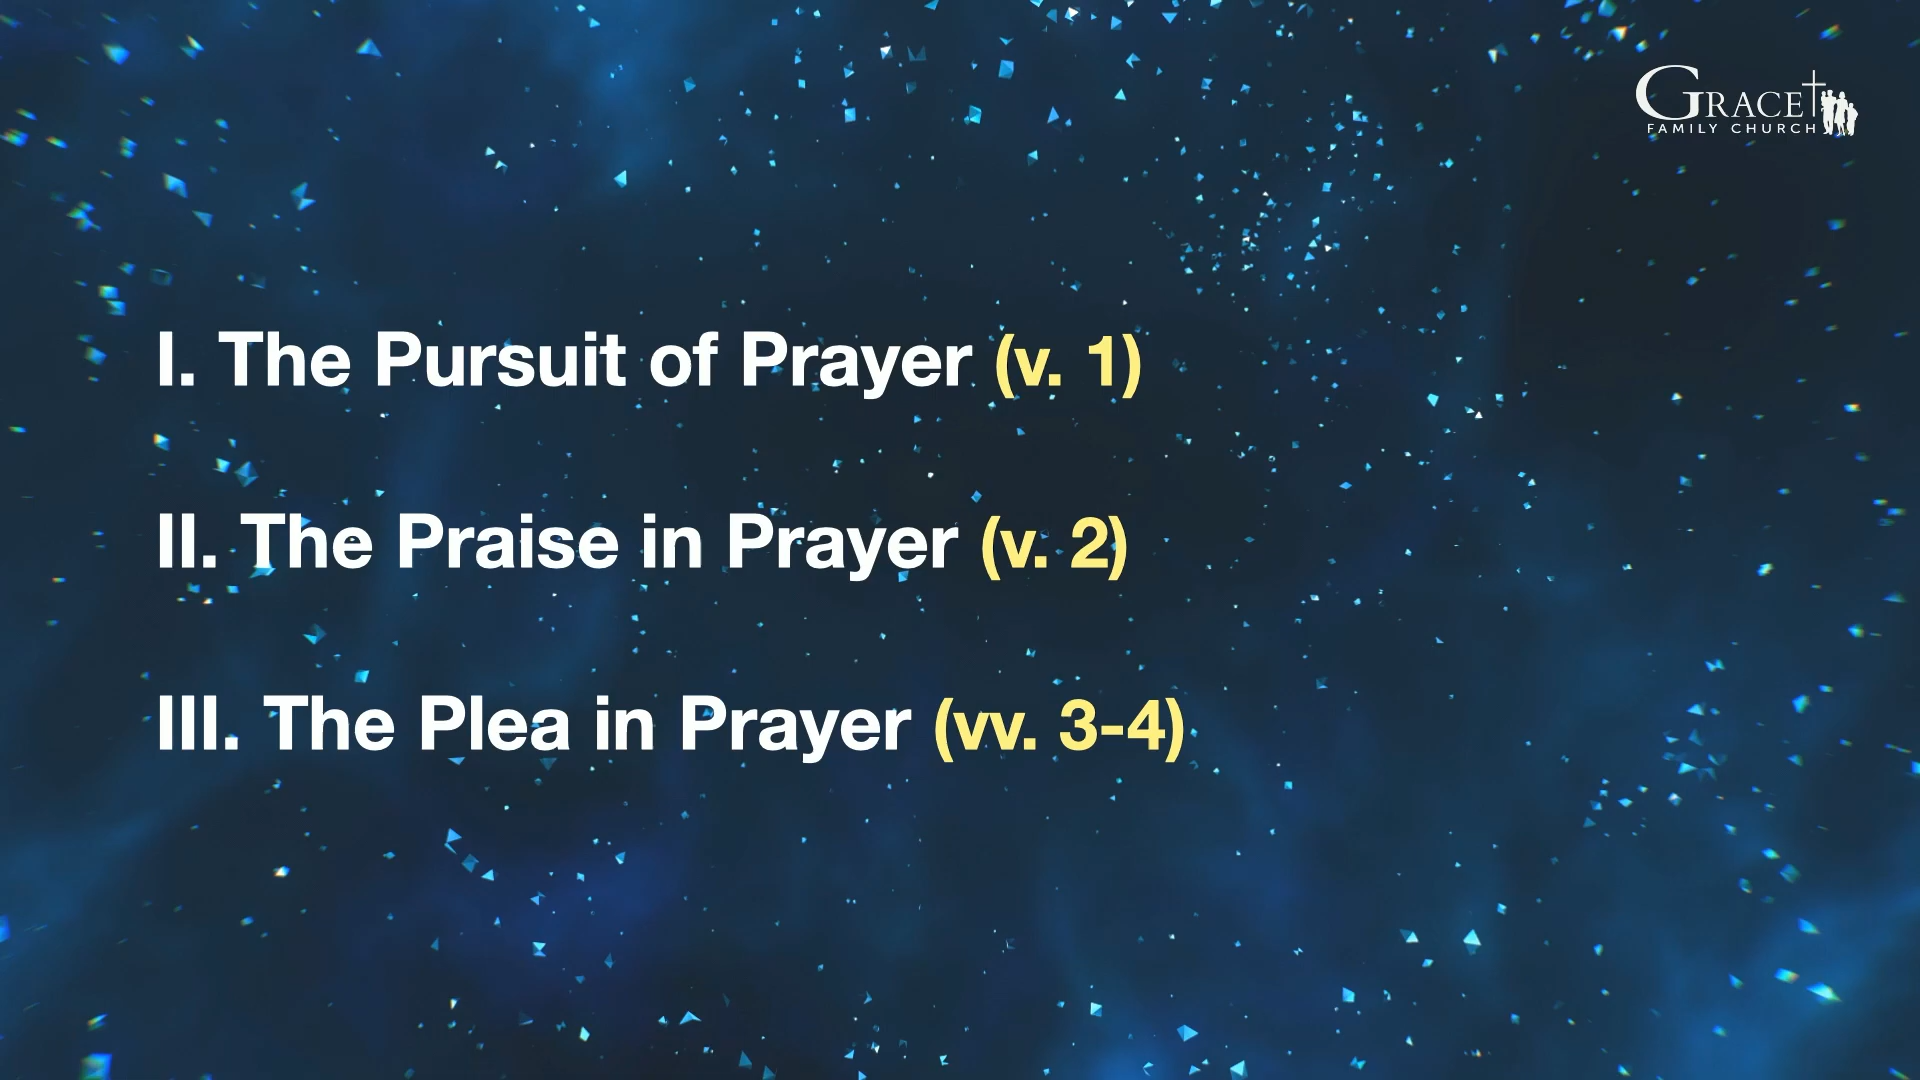 GRACE
FAMILY CHURCH
I. The Pursuit of Prayer (v. 1)
II. The Praise in Prayer (v. 2)
III. The Plea in Prayer (vv. 3-4)